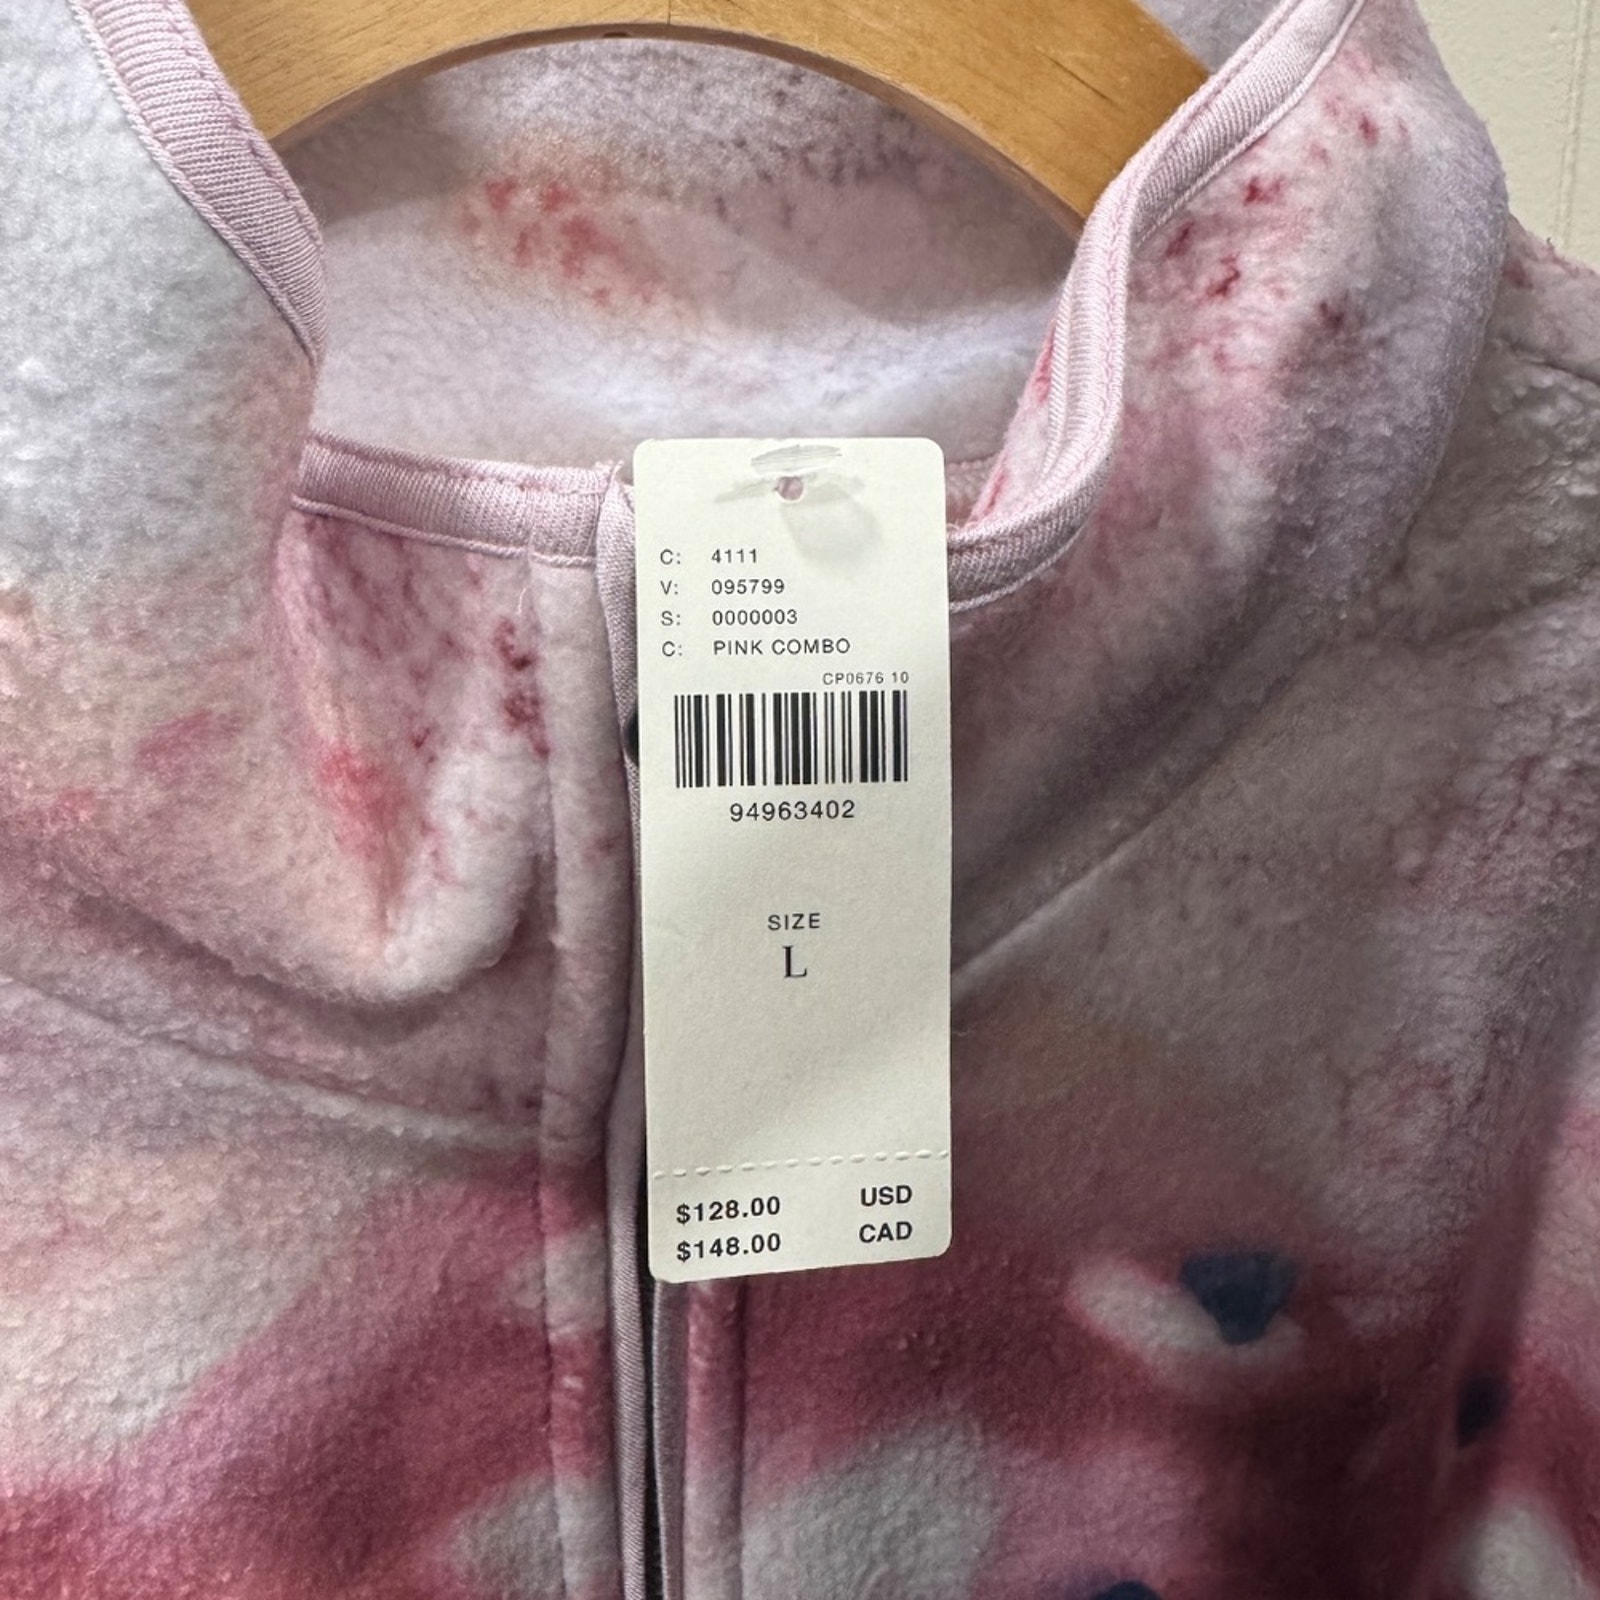 C: 4111
V: 095799
S: 0000003
C: PINK COMBO
CP0676 10
94963402
SIZE
L
$128.00 USD
$148.00 CAD